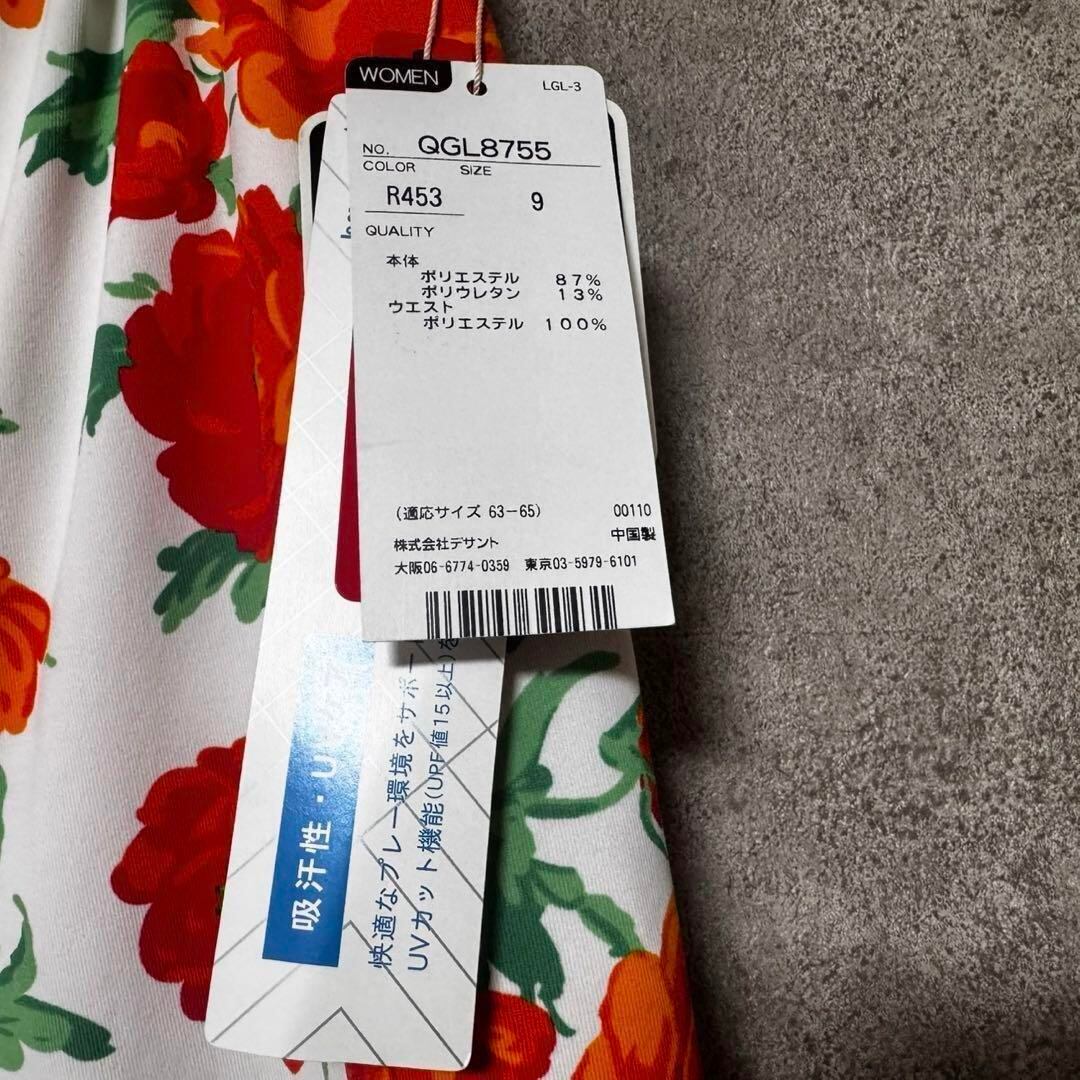 WOMEN
LGL-3
NO. QGL8755
COLOR SIZE
R453 9
QUALITY
本体
ポリエステル 87%
ポリウレタン 13%
ウエスト
ポリエステル 100%
(適応サイズ 63-65) 00110
株式会社デサント 中国製
大阪06-6774-0359 東京03-5979-6101
吸汗性・U
快適なプレー環境をサポー
UVカット機能(UPF値15以上)を